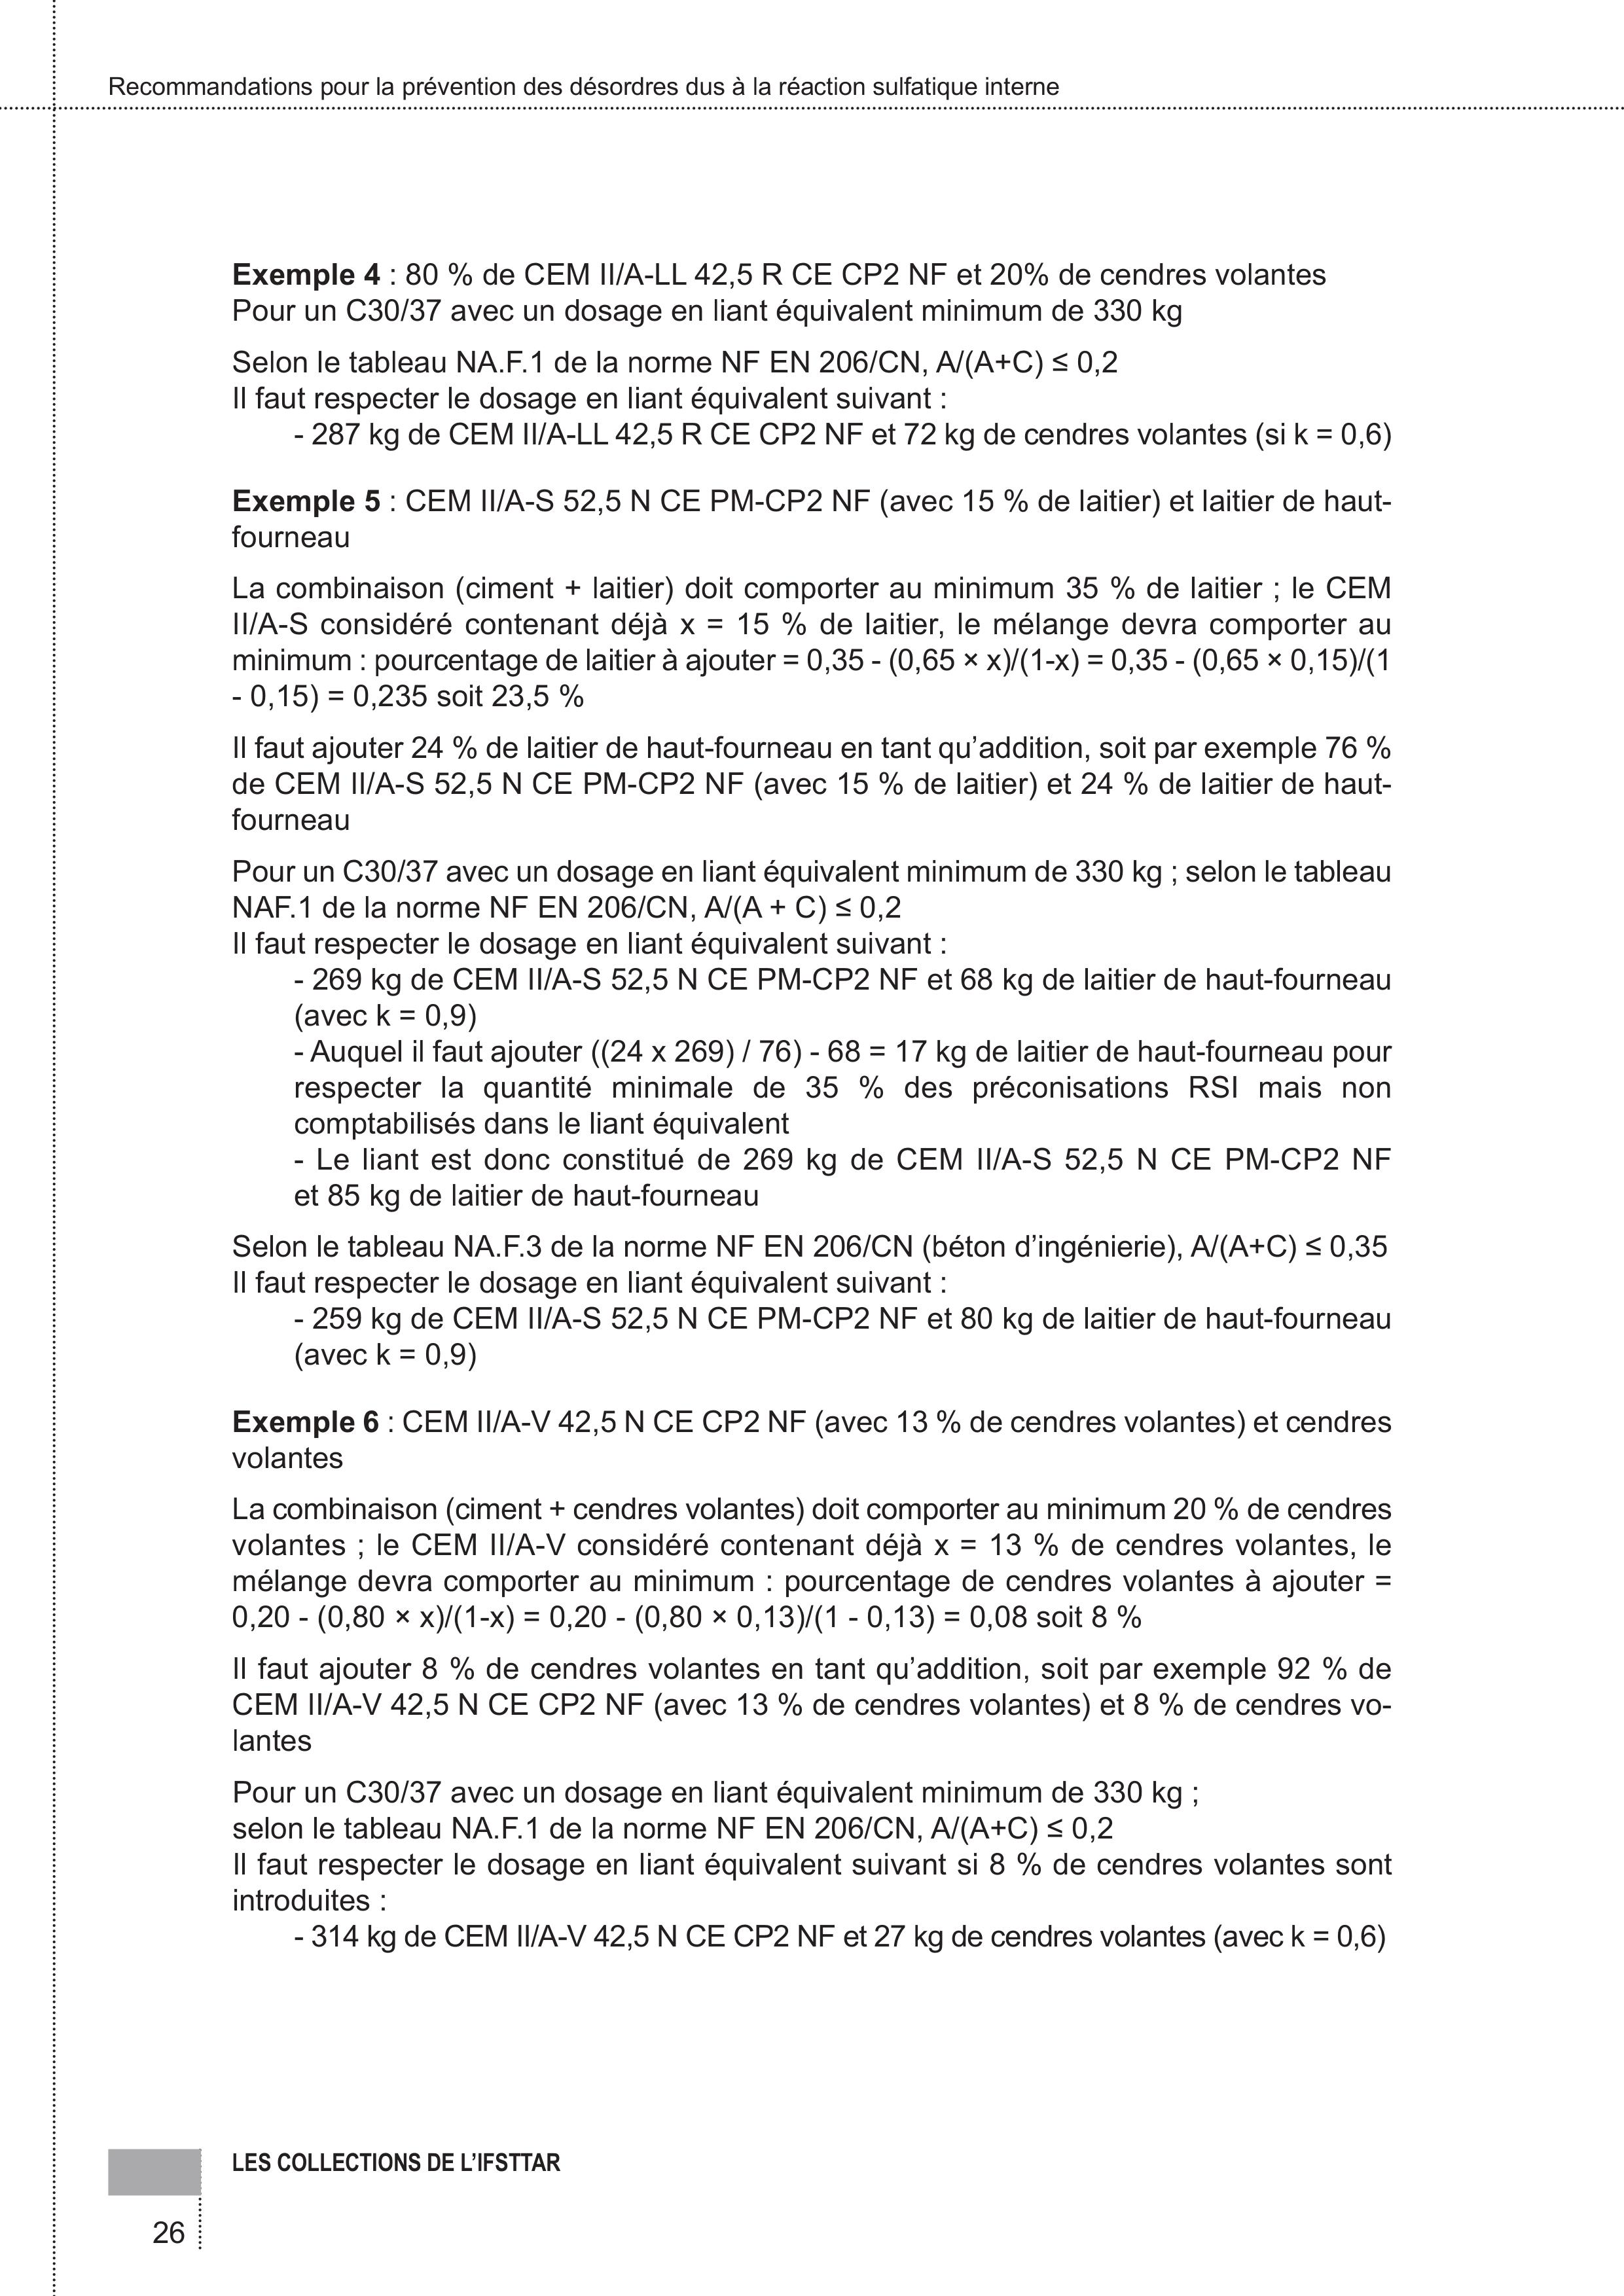 Recommandations pour la prévention des désordres dus à la réaction sulfatique interne
Exemple 4 : 80 % de CEM II/A-LL 42,5 R CE CP2 NF et 20% de cendres volantes
Pour un C30/37 avec un dosage en liant équivalent minimum de 330 kg
Selon le tableau NA.F.1 de la norme NF EN 206/CN, A/(A+C) ≤ 0,2
Il faut respecter le dosage en liant équivalent suivant :
- 287 kg de CEM II/A-LL 42,5 R CE CP2 NF et 72 kg de cendres volantes (si k = 0,6)
Exemple 5 : CEM II/A-S 52,5 N CE PM-CP2 NF (avec 15 % de laitier) et laitier de haut-
fourneau
La combinaison (ciment + laitier) doit comporter au minimum 35 % de laitier ; le CEM
II/A-S considéré contenant déjà x = 15 % de laitier, le mélange devra comporter au
minimum : pourcentage de laitier à ajouter = 0,35 - (0,65 × x)/(1-x) = 0,35 - (0,65 × 0,15)/(1
- 0,15) = 0,235 soit 23,5 %
Il faut ajouter 24 % de laitier de haut-fourneau en tant qu’addition, soit par exemple 76 %
de CEM II/A-S 52,5 N CE PM-CP2 NF (avec 15 % de laitier) et 24 % de laitier de haut-
fourneau
Pour un C30/37 avec un dosage en liant équivalent minimum de 330 kg ; selon le tableau
NAF.1 de la norme NF EN 206/CN, A/(A + C) ≤ 0,2
Il faut respecter le dosage en liant équivalent suivant :
- 269 kg de CEM II/A-S 52,5 N CE PM-CP2 NF et 68 kg de laitier de haut-fourneau
(avec k = 0,9)
- Auquel il faut ajouter ((24 x 269) / 76) - 68 = 17 kg de laitier de haut-fourneau pour
respecter la quantité minimale de 35 % des préconisations RSI mais non
comptabilisés dans le liant équivalent
- Le liant est donc constitué de 269 kg de CEM II/A-S 52,5 N CE PM-CP2 NF
et 85 kg de laitier de haut-fourneau
Selon le tableau NA.F.3 de la norme NF EN 206/CN (béton d’ingénierie), A/(A+C) ≤ 0,35
Il faut respecter le dosage en liant équivalent suivant :
- 259 kg de CEM II/A-S 52,5 N CE PM-CP2 NF et 80 kg de laitier de haut-fourneau
(avec k = 0,9)
Exemple 6 : CEM II/A-V 42,5 N CE CP2 NF (avec 13 % de cendres volantes) et cendres
volantes
La combinaison (ciment + cendres volantes) doit comporter au minimum 20 % de cendres
volantes ; le CEM II/A-V considéré contenant déjà x = 13 % de cendres volantes, le
mélange devra comporter au minimum : pourcentage de cendres volantes à ajouter =
0,20 - (0,80 × x)/(1-x) = 0,20 - (0,80 × 0,13)/(1 - 0,13) = 0,08 soit 8 %
Il faut ajouter 8 % de cendres volantes en tant qu’addition, soit par exemple 92 % de
CEM II/A-V 42,5 N CE CP2 NF (avec 13 % de cendres volantes) et 8 % de cendres vo-
lantes
Pour un C30/37 avec un dosage en liant équivalent minimum de 330 kg ;
selon le tableau NA.F.1 de la norme NF EN 206/CN, A/(A+C) ≤ 0,2
Il faut respecter le dosage en liant équivalent suivant si 8 % de cendres volantes sont
introduites :
- 314 kg de CEM II/A-V 42,5 N CE CP2 NF et 27 kg de cendres volantes (avec k = 0,6)
LES COLLECTIONS DE L’IFSTTAR
26